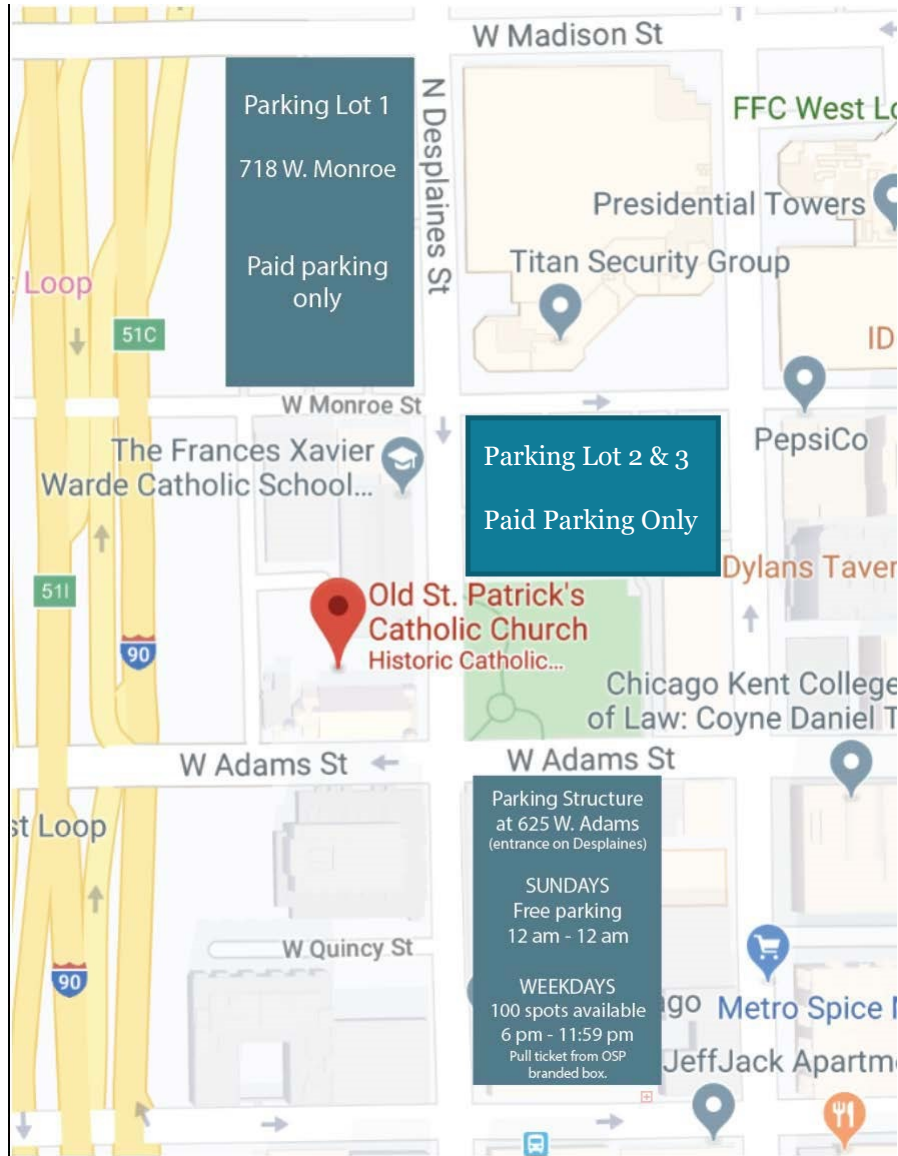 W Madison St
Parking Lot 1
718 W. Monroe
Paid parking
only
N Desplaines St
FFC West Lo
Presidential Towers
Titan Security Group
Loop
51C
ID
W Monroe St
PepsiCo
The Frances Xavier
Warde Catholic School...
Parking Lot 2 & 3
Paid Parking Only
Dylans Taver
51I
90
Old St. Patrick's
Catholic Church
Historic Catholic...
Chicago Kent College
of Law: Coyne Daniel T
W Adams St
W Adams St
st Loop
Parking Structure
at 625 W. Adams
(entrance on Desplaines)
SUNDAYS
Free parking
12 am - 12 am
W Quincy St
90
WEEKDAYS
100 spots available
6 pm - 11:59 pm
Pull ticket from OSP
branded box.
ago
Metro Spice
JeffJack Apartme